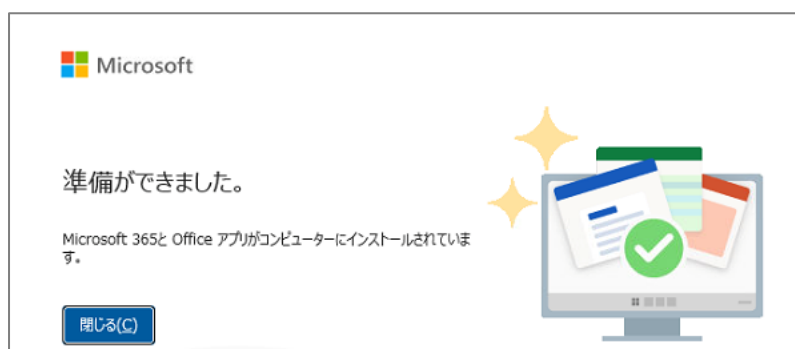 Microsoft
準備ができました。
Microsoft 365と Office アプリがコンピューターにインストールされていま
す。
閉じる(C)